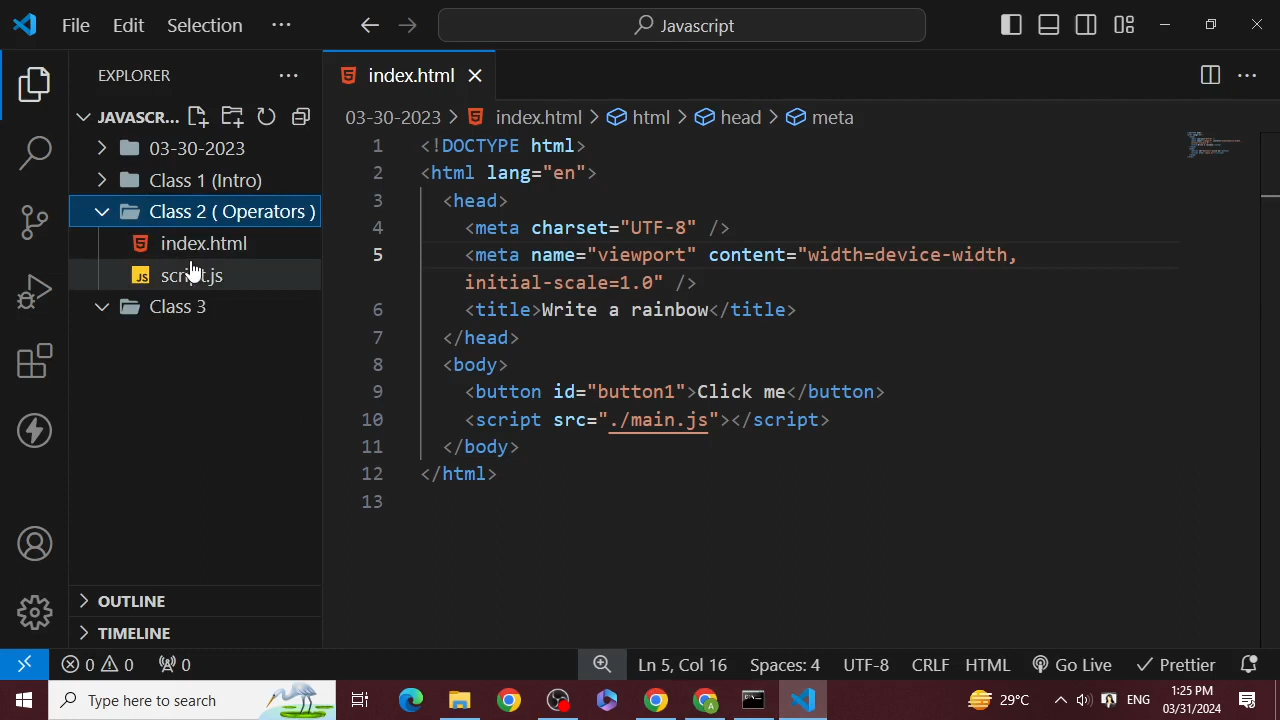 File Edit Selection ···
Javascript
EXPLORER
JAVASCR...
03-30-2023
Class 1 (Intro)
Class 2 ( Operators )
index.html
JS script.js
Class 3
OUTLINE
TIMELINE
index.html
03-30-2023 > index.html > html > head > meta
1 <!DOCTYPE html>
2 <html lang="en">
3 <head>
4 <meta charset="UTF-8" />
5 <meta name="viewport" content="width=device-width,
initial-scale=1.0" />
6 <title>Write a rainbow</title>
7 </head>
8 <body>
9 <button id="button1">Click me</button>
10 <script src="./main.js"></script>
11 </body>
12 </html>
13
0 0 0 Ln 5, Col 16 Spaces: 4 UTF-8 CRLF HTML Go Live Prettier
Type here to search 29°C ENG 1:25 PM
03/31/2024